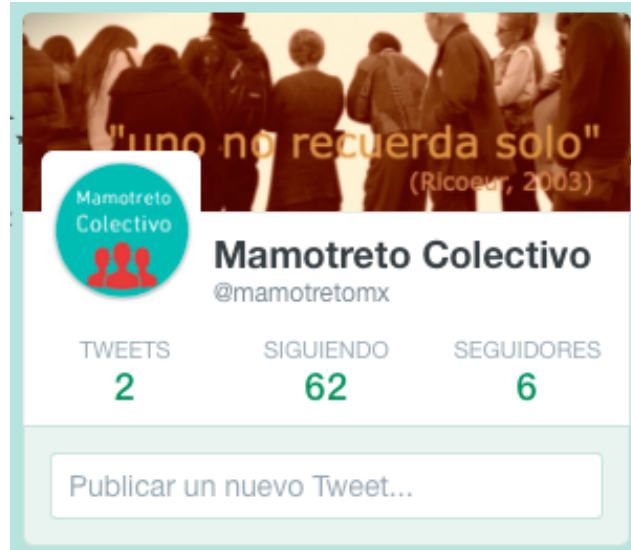 "uno no recuerda solo"
(Ricoeur, 2003)
Mamotreto
Colectivo
Mamotreto Colectivo
@mamotretomx
TWEETS SIGUIENDO SEGUIDORES
2 62 6
Publicar un nuevo Tweet...